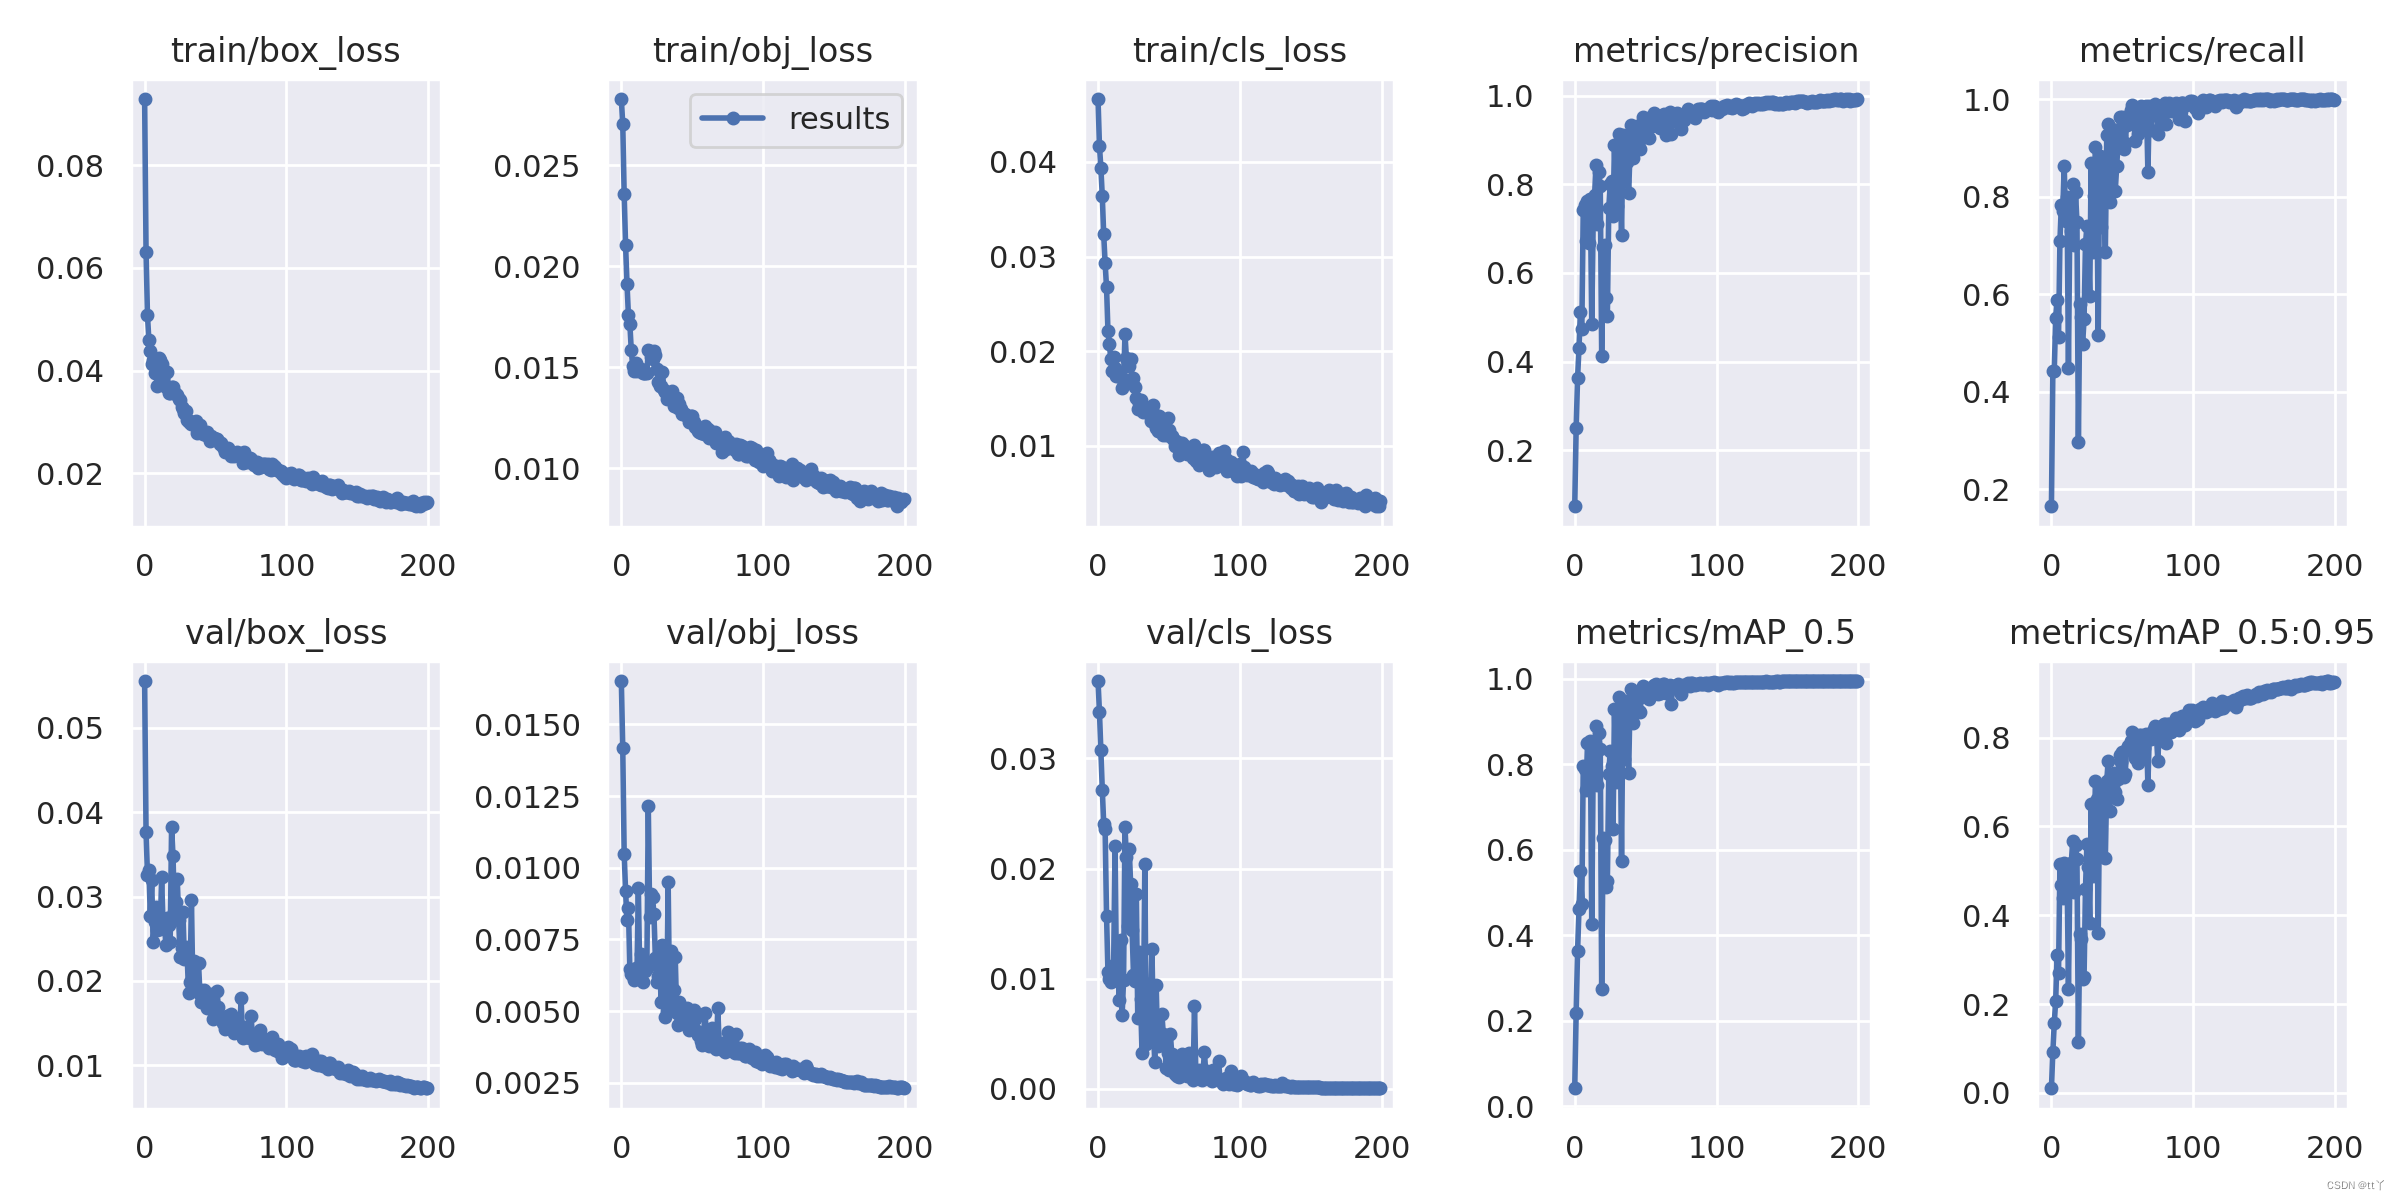 train/box_loss
train/obj_loss
train/cls_loss
metrics/precision
metrics/recall
results
0.08
0.06
0.04
0.02
0 100 200
0.025
0.020
0.015
0.010
0 100 200
0.04
0.03
0.02
0.01
0 100 200
1.0
0.8
0.6
0.4
0.2
0 100 200
1.0
0.8
0.6
0.4
0.2
0 100 200
val/box_loss
val/obj_loss
val/cls_loss
metrics/mAP_0.5
metrics/mAP_0.5:0.95
0.05
0.04
0.03
0.02
0.01
0 100 200
0.0150
0.0125
0.0100
0.0075
0.0050
0.0025
0 100 200
0.03
0.02
0.01
0.00
0 100 200
1.0
0.8
0.6
0.4
0.2
0.0
0 100 200
0.8
0.6
0.4
0.2
0.0
0 100 200
CSDN @tt丫